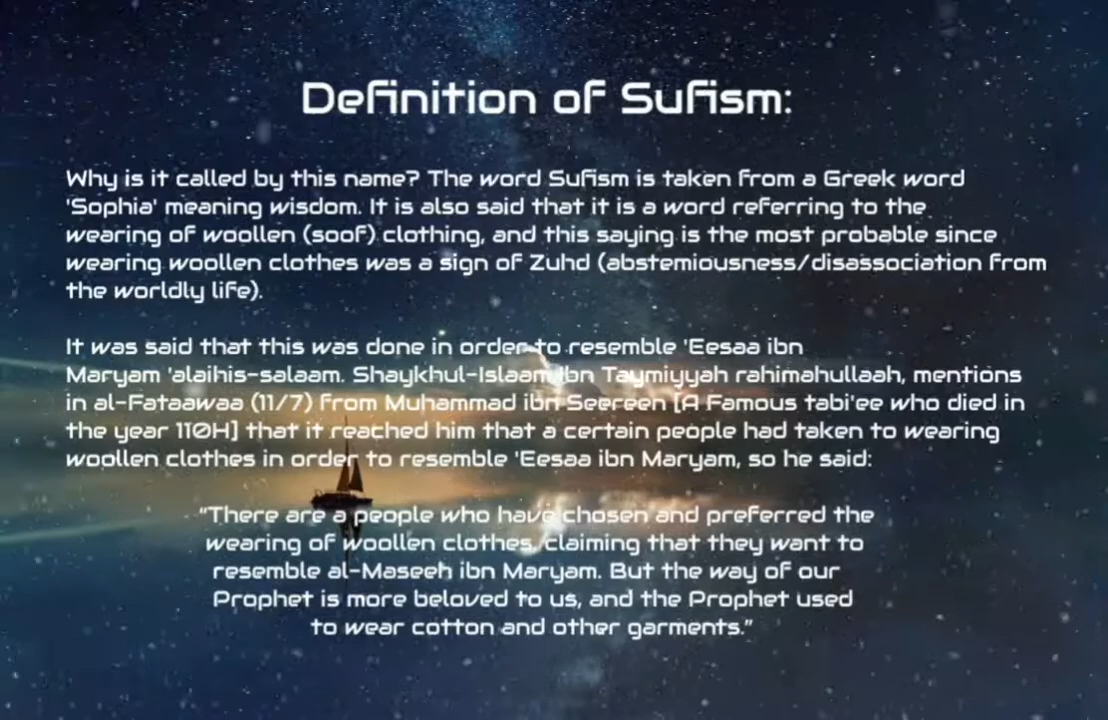 Definition of Sufism:
Why is it called by this name? The word Sufism is taken from a Greek word
'Sophia' meaning wisdom. It is also said that it is a word referring to the
wearing of woollen (soof) clothing, and this saying is the most probable since
wearing woollen clothes was a sign of Zuhd (abstemiousness/disassociation from
the worldly life).
It was said that this was done in order to resemble 'Eesaa ibn
Maryam 'alaihis-salaam. Shaykhul-Islaam Ibn Taymiyyah rahimahullaah, mentions
in al-Fataawaa (11/7) from Muhammad ibn Seereen [A Famous tabi'ee who died in
the year 110H] that it reached him that a certain people had taken to wearing
woollen clothes in order to resemble 'Eesaa ibn Maryam, so he said:
"There are a people who have chosen and preferred the
wearing of woollen clothes, claiming that they want to
resemble al-Maseeh ibn Maryam. But the way of our
Prophet is more beloved to us, and the Prophet used
to wear cotton and other garments."